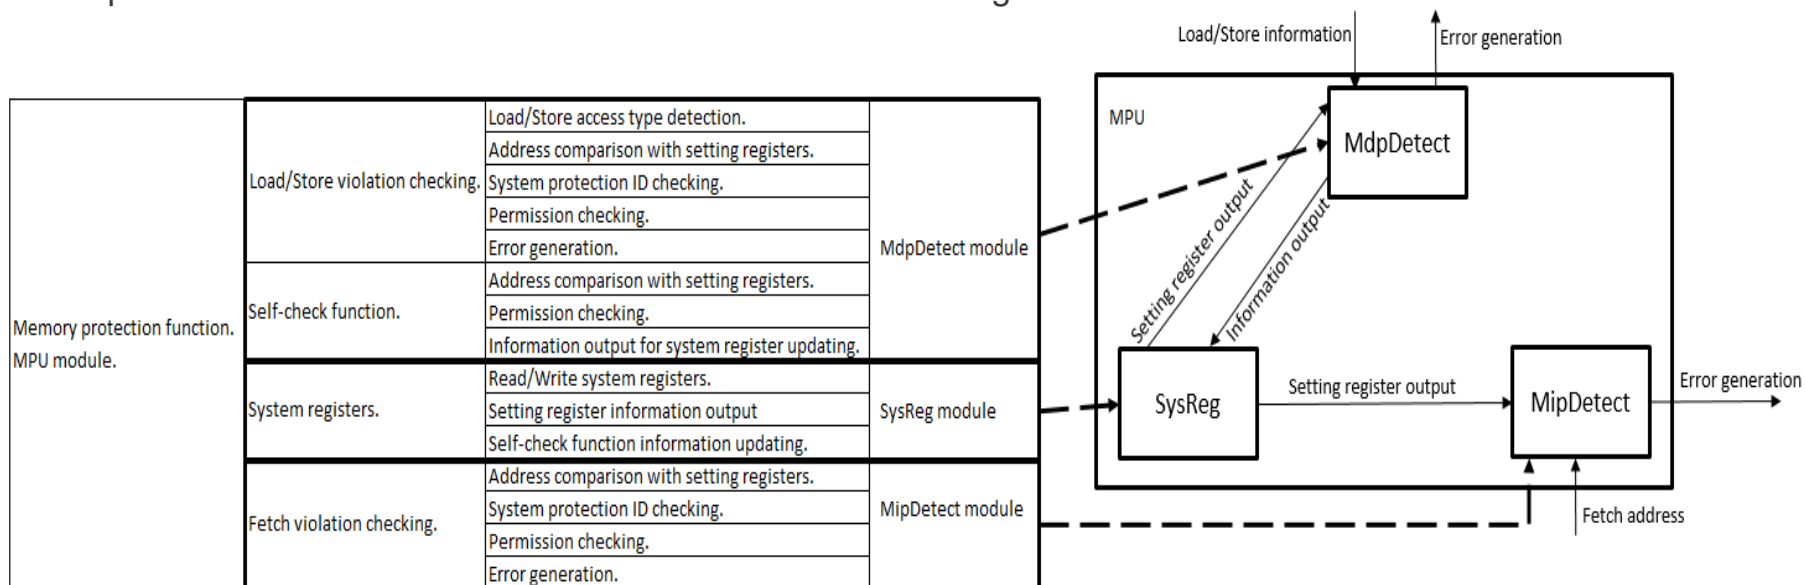 Load/Store information
Error generation
MPU
MdpDetect
Setting register output
Information output
SysReg
Setting register output
MipDetect
Error generation
Fetch address
Memory protection function.
MPU module.
Load/Store violation checking.
Load/Store access type detection.
Address comparison with setting registers.
System protection ID checking.
Permission checking.
Error generation.
MdpDetect module
Self-check function.
Address comparison with setting registers.
Permission checking.
Information output for system register updating.
System registers.
Read/Write system registers.
Setting register information output
Self-check function information updating.
SysReg module
Fetch violation checking.
Address comparison with setting registers.
System protection ID checking.
Permission checking.
Error generation.
MipDetect module